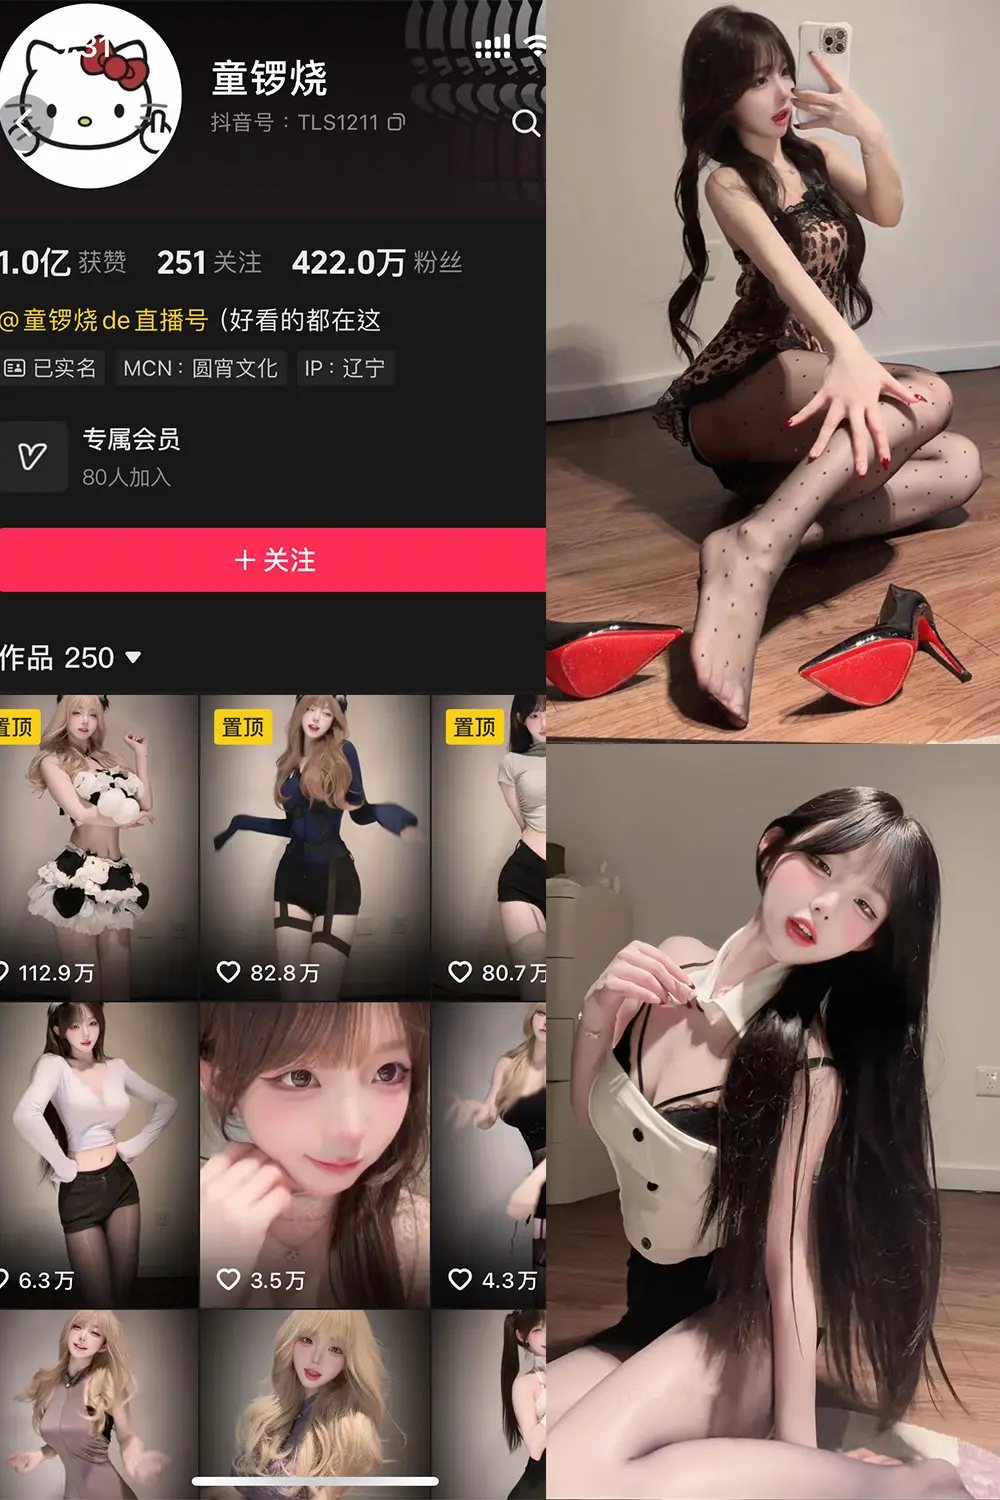 :31
童锣烧
抖音号：TLS1211
1.0亿 获赞 251 关注 422.0万 粉丝
@童锣烧de直播号（好看的都在这
已实名 MCN：圆宵文化 IP：辽宁
专属会员
80人加入
+ 关注
作品 250
置顶 置顶 置顶
112.9万 82.8万 80.7万
6.3万 3.5万 4.3万